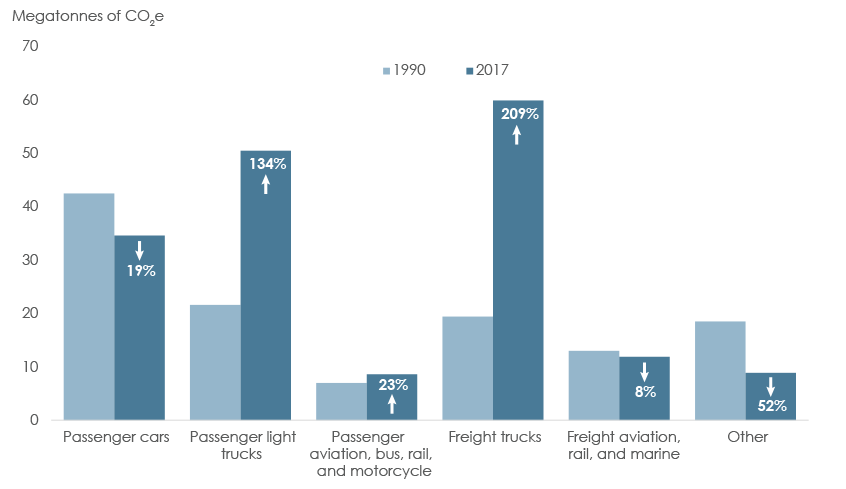 Megatonnes of CO₂e
70
1990 2017
60
209%
50
134%
40
30
19%
20
10
23%
8%
52%
0
Passenger cars
Passenger light
trucks
Passenger
aviation, bus, rail,
and motorcycle
Freight trucks
Freight aviation,
rail, and marine
Other